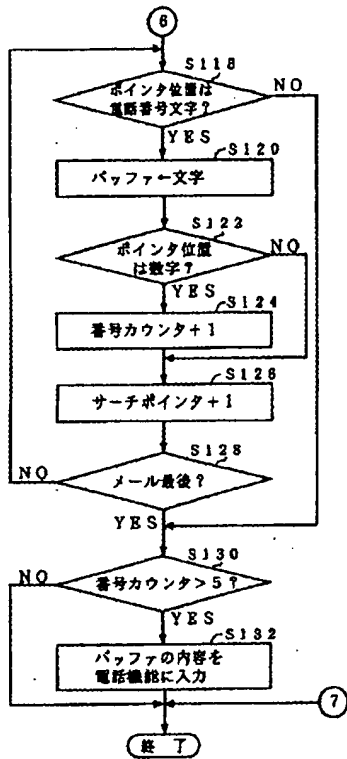 6
S118
ポインタ位置は
電話番号文字?
NO
YES
S120
バッファ←文字
S122
ポインタ位置
は数字?
NO
YES
S124
番号カウンタ+1
S126
サーチポインタ+1
S128
メール最後?
NO
YES
S130
番号カウンタ>5?
NO
YES
S132
バッファの内容を
電話機能に入力
7
終了